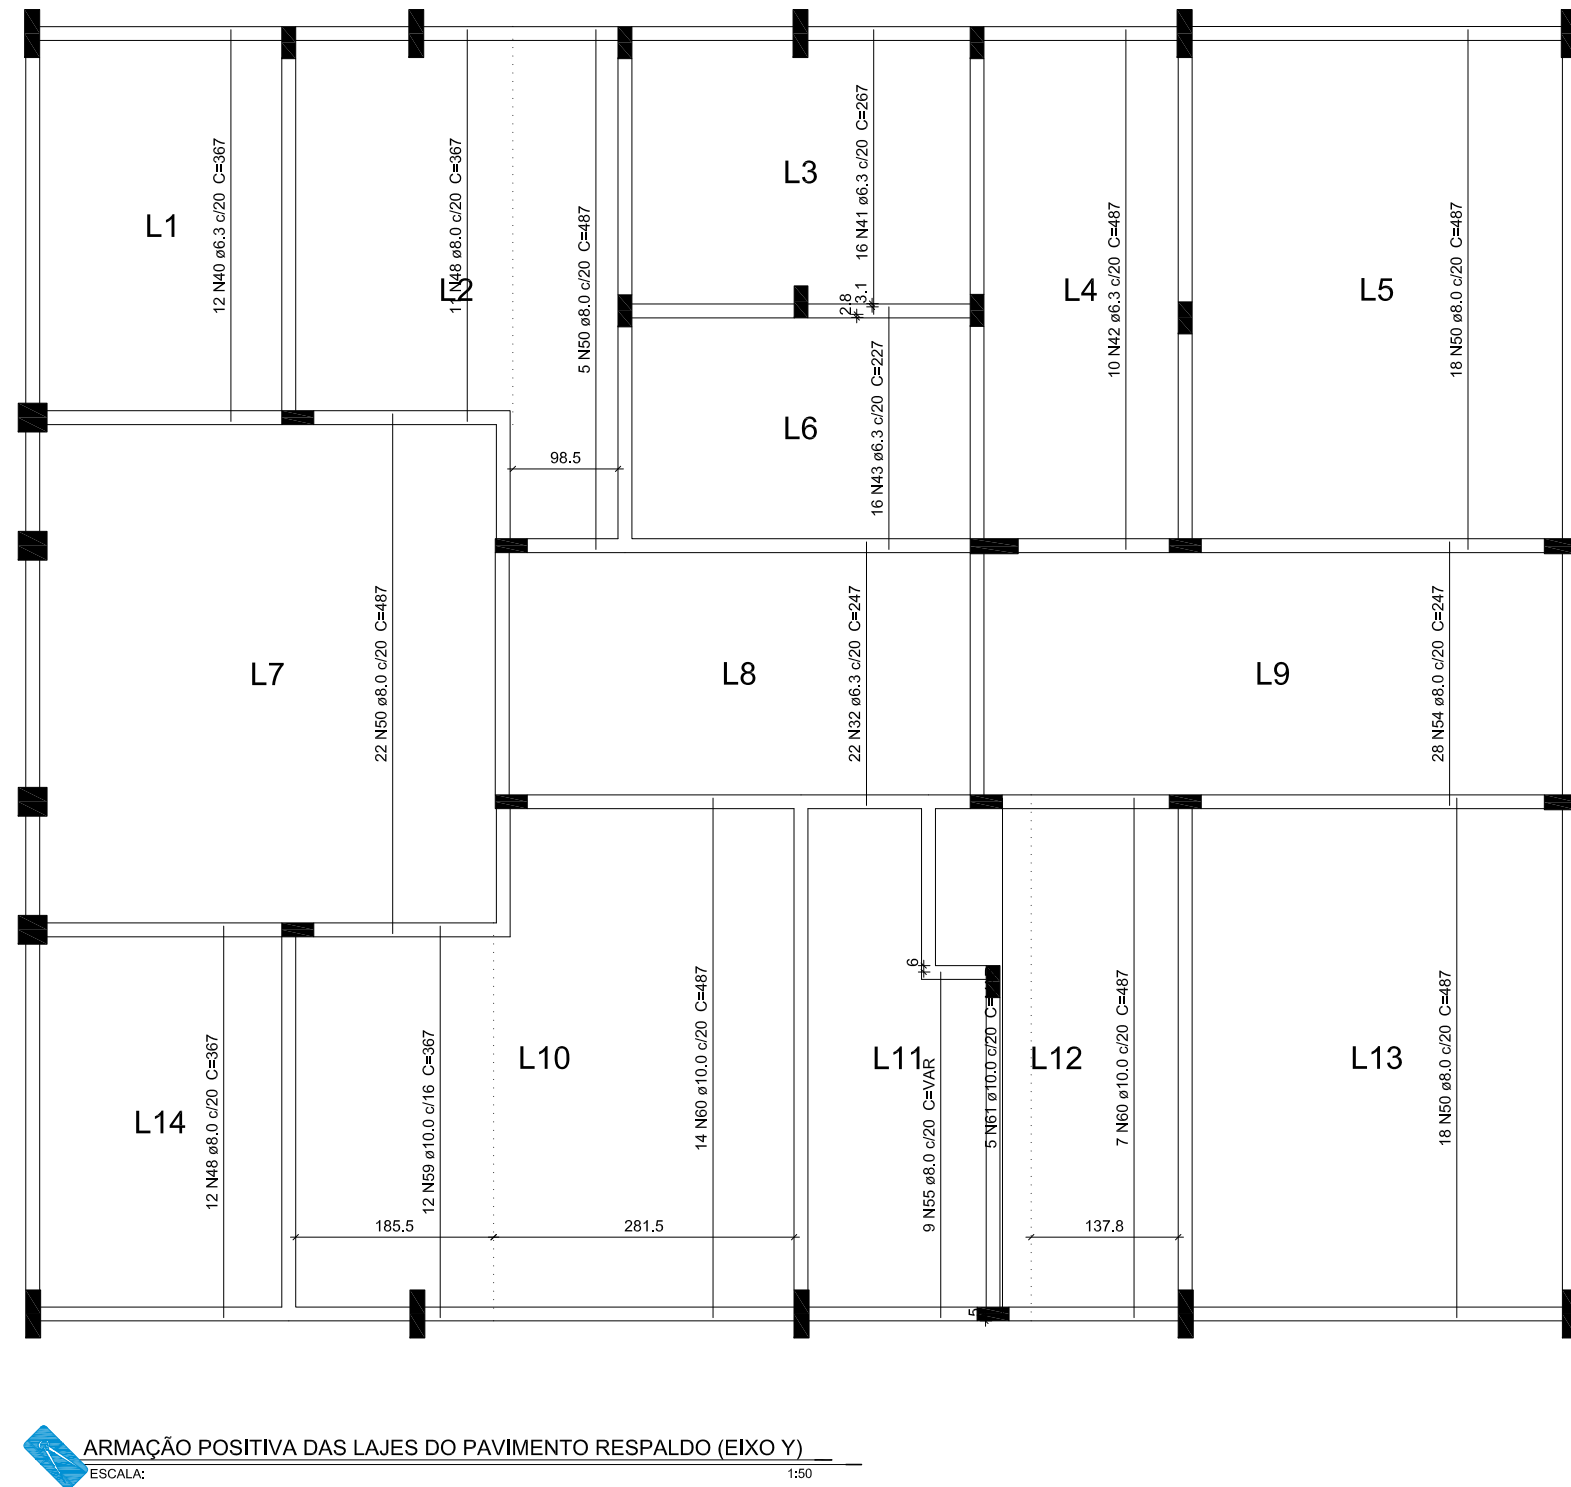 L1
12 N40 ø6.3 c/20 C=367
L2
N48 ø8.0 c/20 C=367
5 N50 ø8.0 c/20 C=487
98.5
L3
16 N41 ø6.3 c/20 C=267
2.8
3.1
L4
10 N42 ø6.3 c/20 C=487
L5
18 N50 ø8.0 c/20 C=487
L6
16 N43 ø6.3 c/20 C=227
L7
22 N50 ø8.0 c/20 C=487
L8
22 N32 ø6.3 c/20 C=247
L9
28 N54 ø8.0 c/20 C=247
L14
12 N48 ø8.0 c/20 C=367
12 N59 ø10.0 c/16 C=367
L10
14 N60 ø10.0 c/20 C=487
185.5
281.5
L11
6
9 N55 ø8.0 c/20 C=VAR
5 N61 ø10.0 c/20 C=
5
L12
7 N60 ø10.0 c/20 C=487
137.8
L13
18 N50 ø8.0 c/20 C=487
ARMAÇÃO POSITIVA DAS LAJES DO PAVIMENTO RESPALDO (EIXO Y)
ESCALA: 1:50